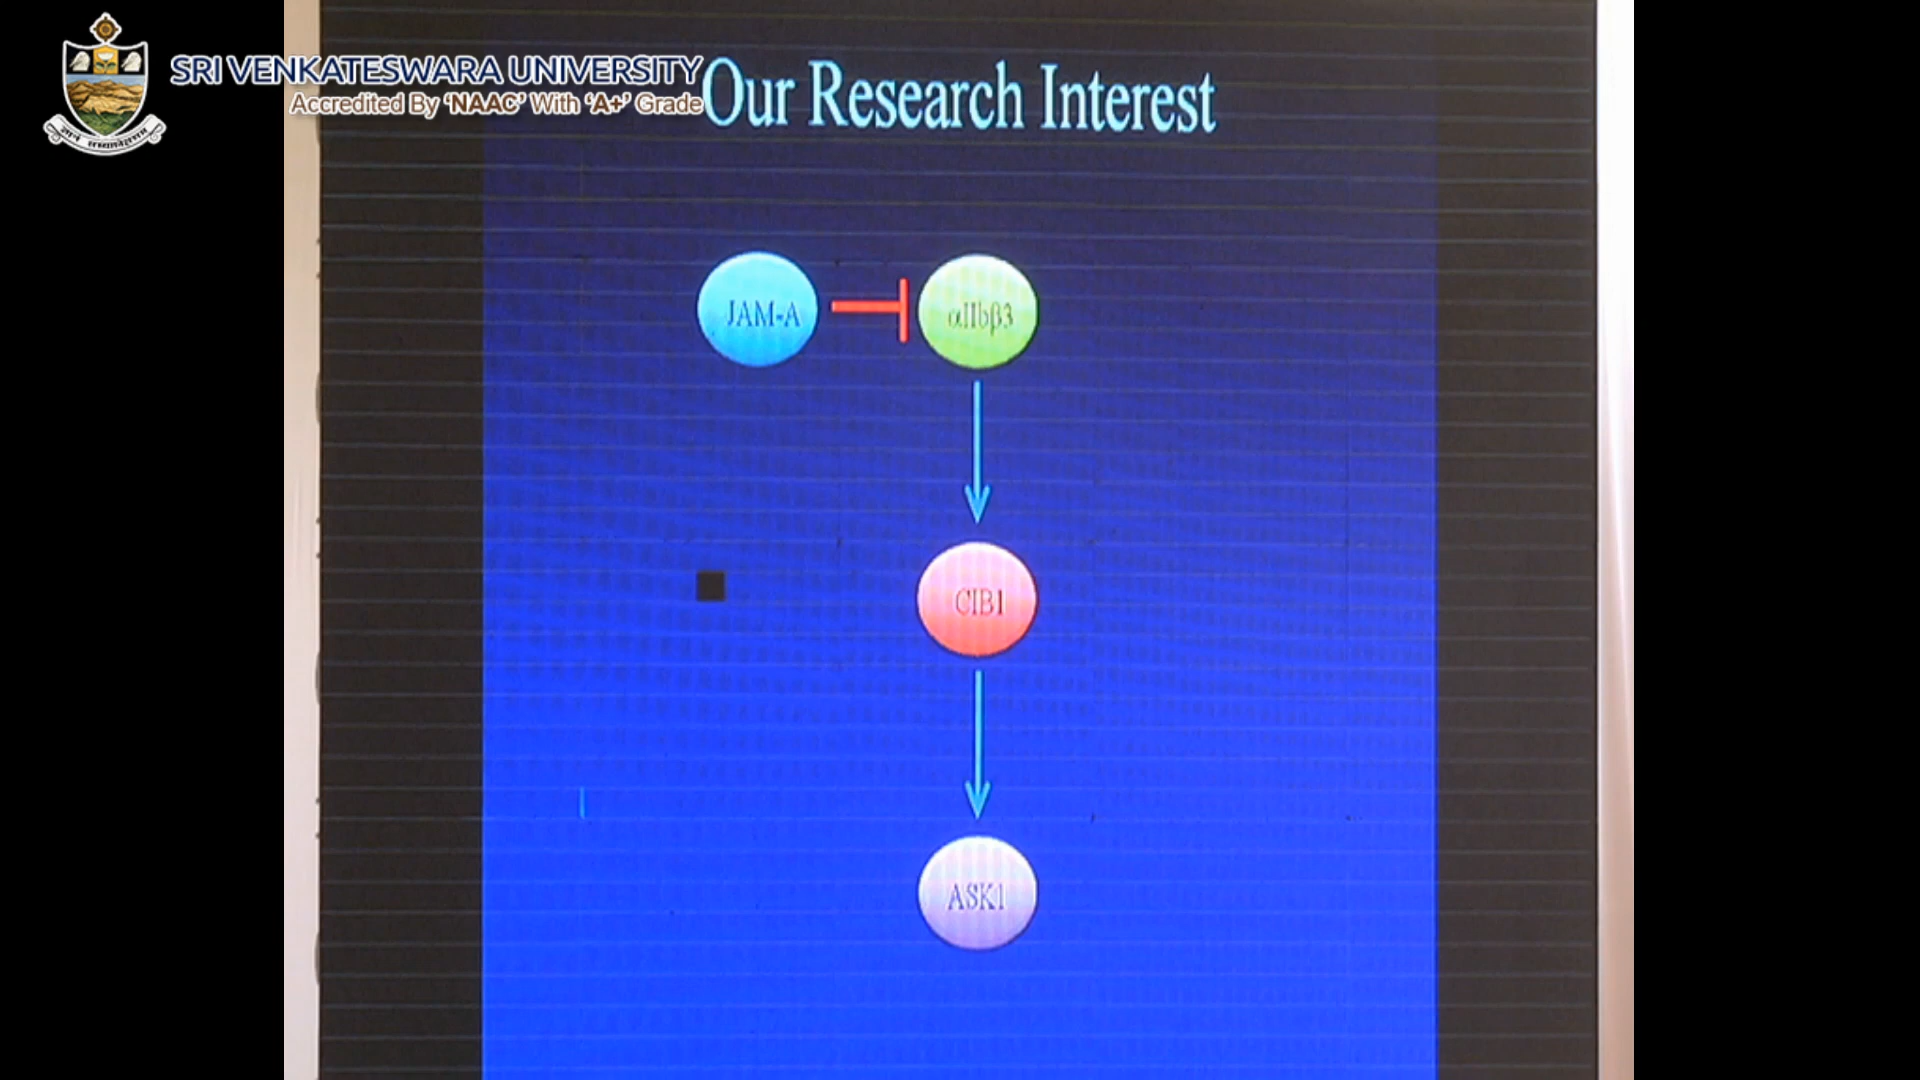 SRI VENKATESWARA UNIVERSITY
Accredited By 'NAAC' With 'A+' Grade
Our Research Interest
JAM-A
αIIbβ3
CIB1
ASK1